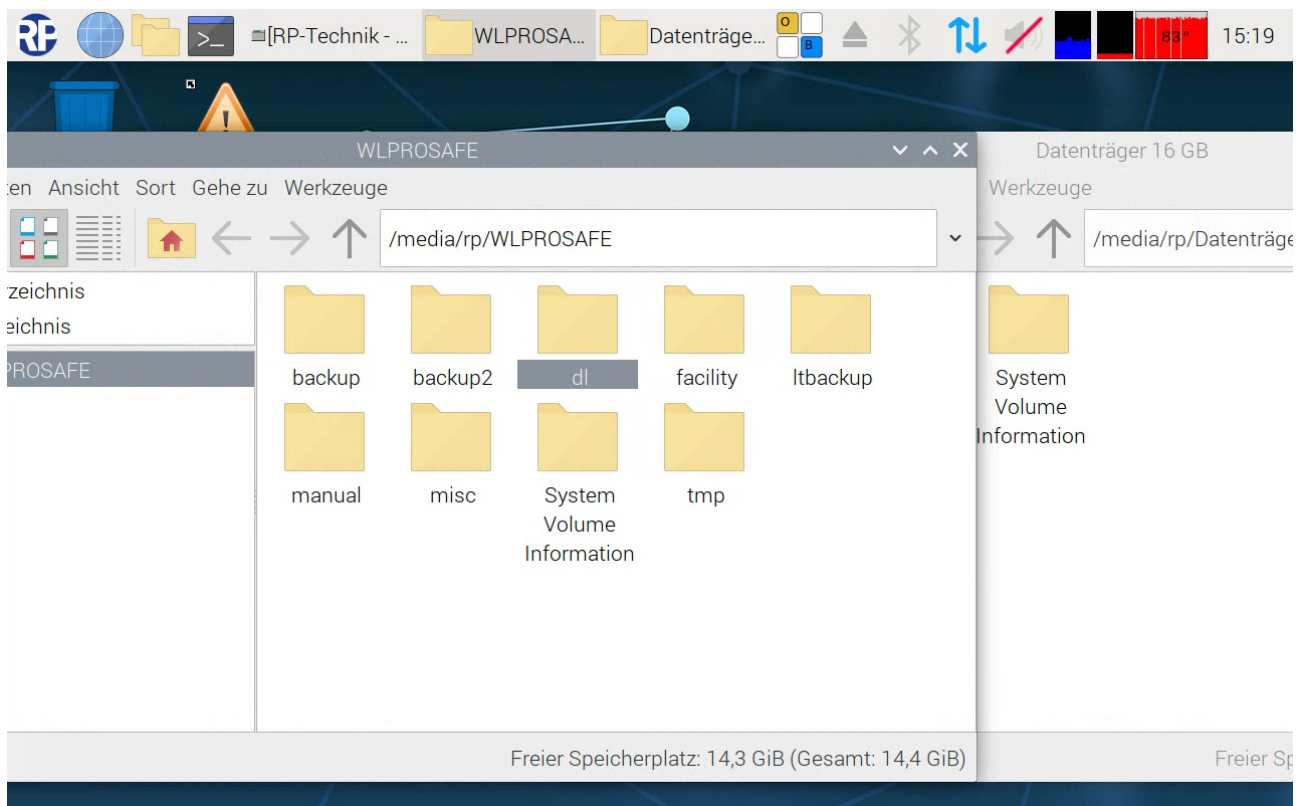 RP >_ [RP-Technik - ... WLPROSA... Datenträge... O B 83° 15:19
WLPROSAFE
ten Ansicht Sort Gehe zu Werkzeuge
/media/rp/WLPROSAFE
rzeichnis
eichnis
PROSAFE
backup backup2 dl facility ltbackup
manual misc System Volume Information tmp
Freier Speicherplatz: 14,3 GiB (Gesamt: 14,4 GiB)
Datenträger 16 GB
Werkzeuge
/media/rp/Datenträge
System
Volume
Information
Freier Sp